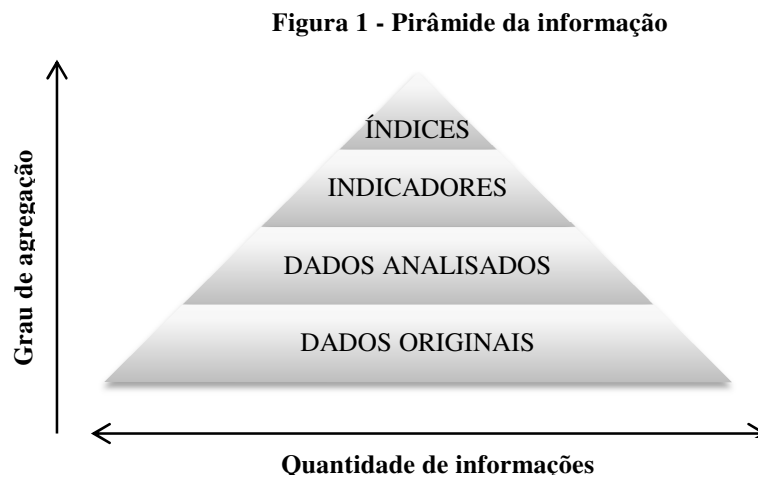 Figura 1 - Pirâmide da informação
ÍNDICES
INDICADORES
DADOS ANALISADOS
DADOS ORIGINAIS
Grau de agregação
Quantidade de informações